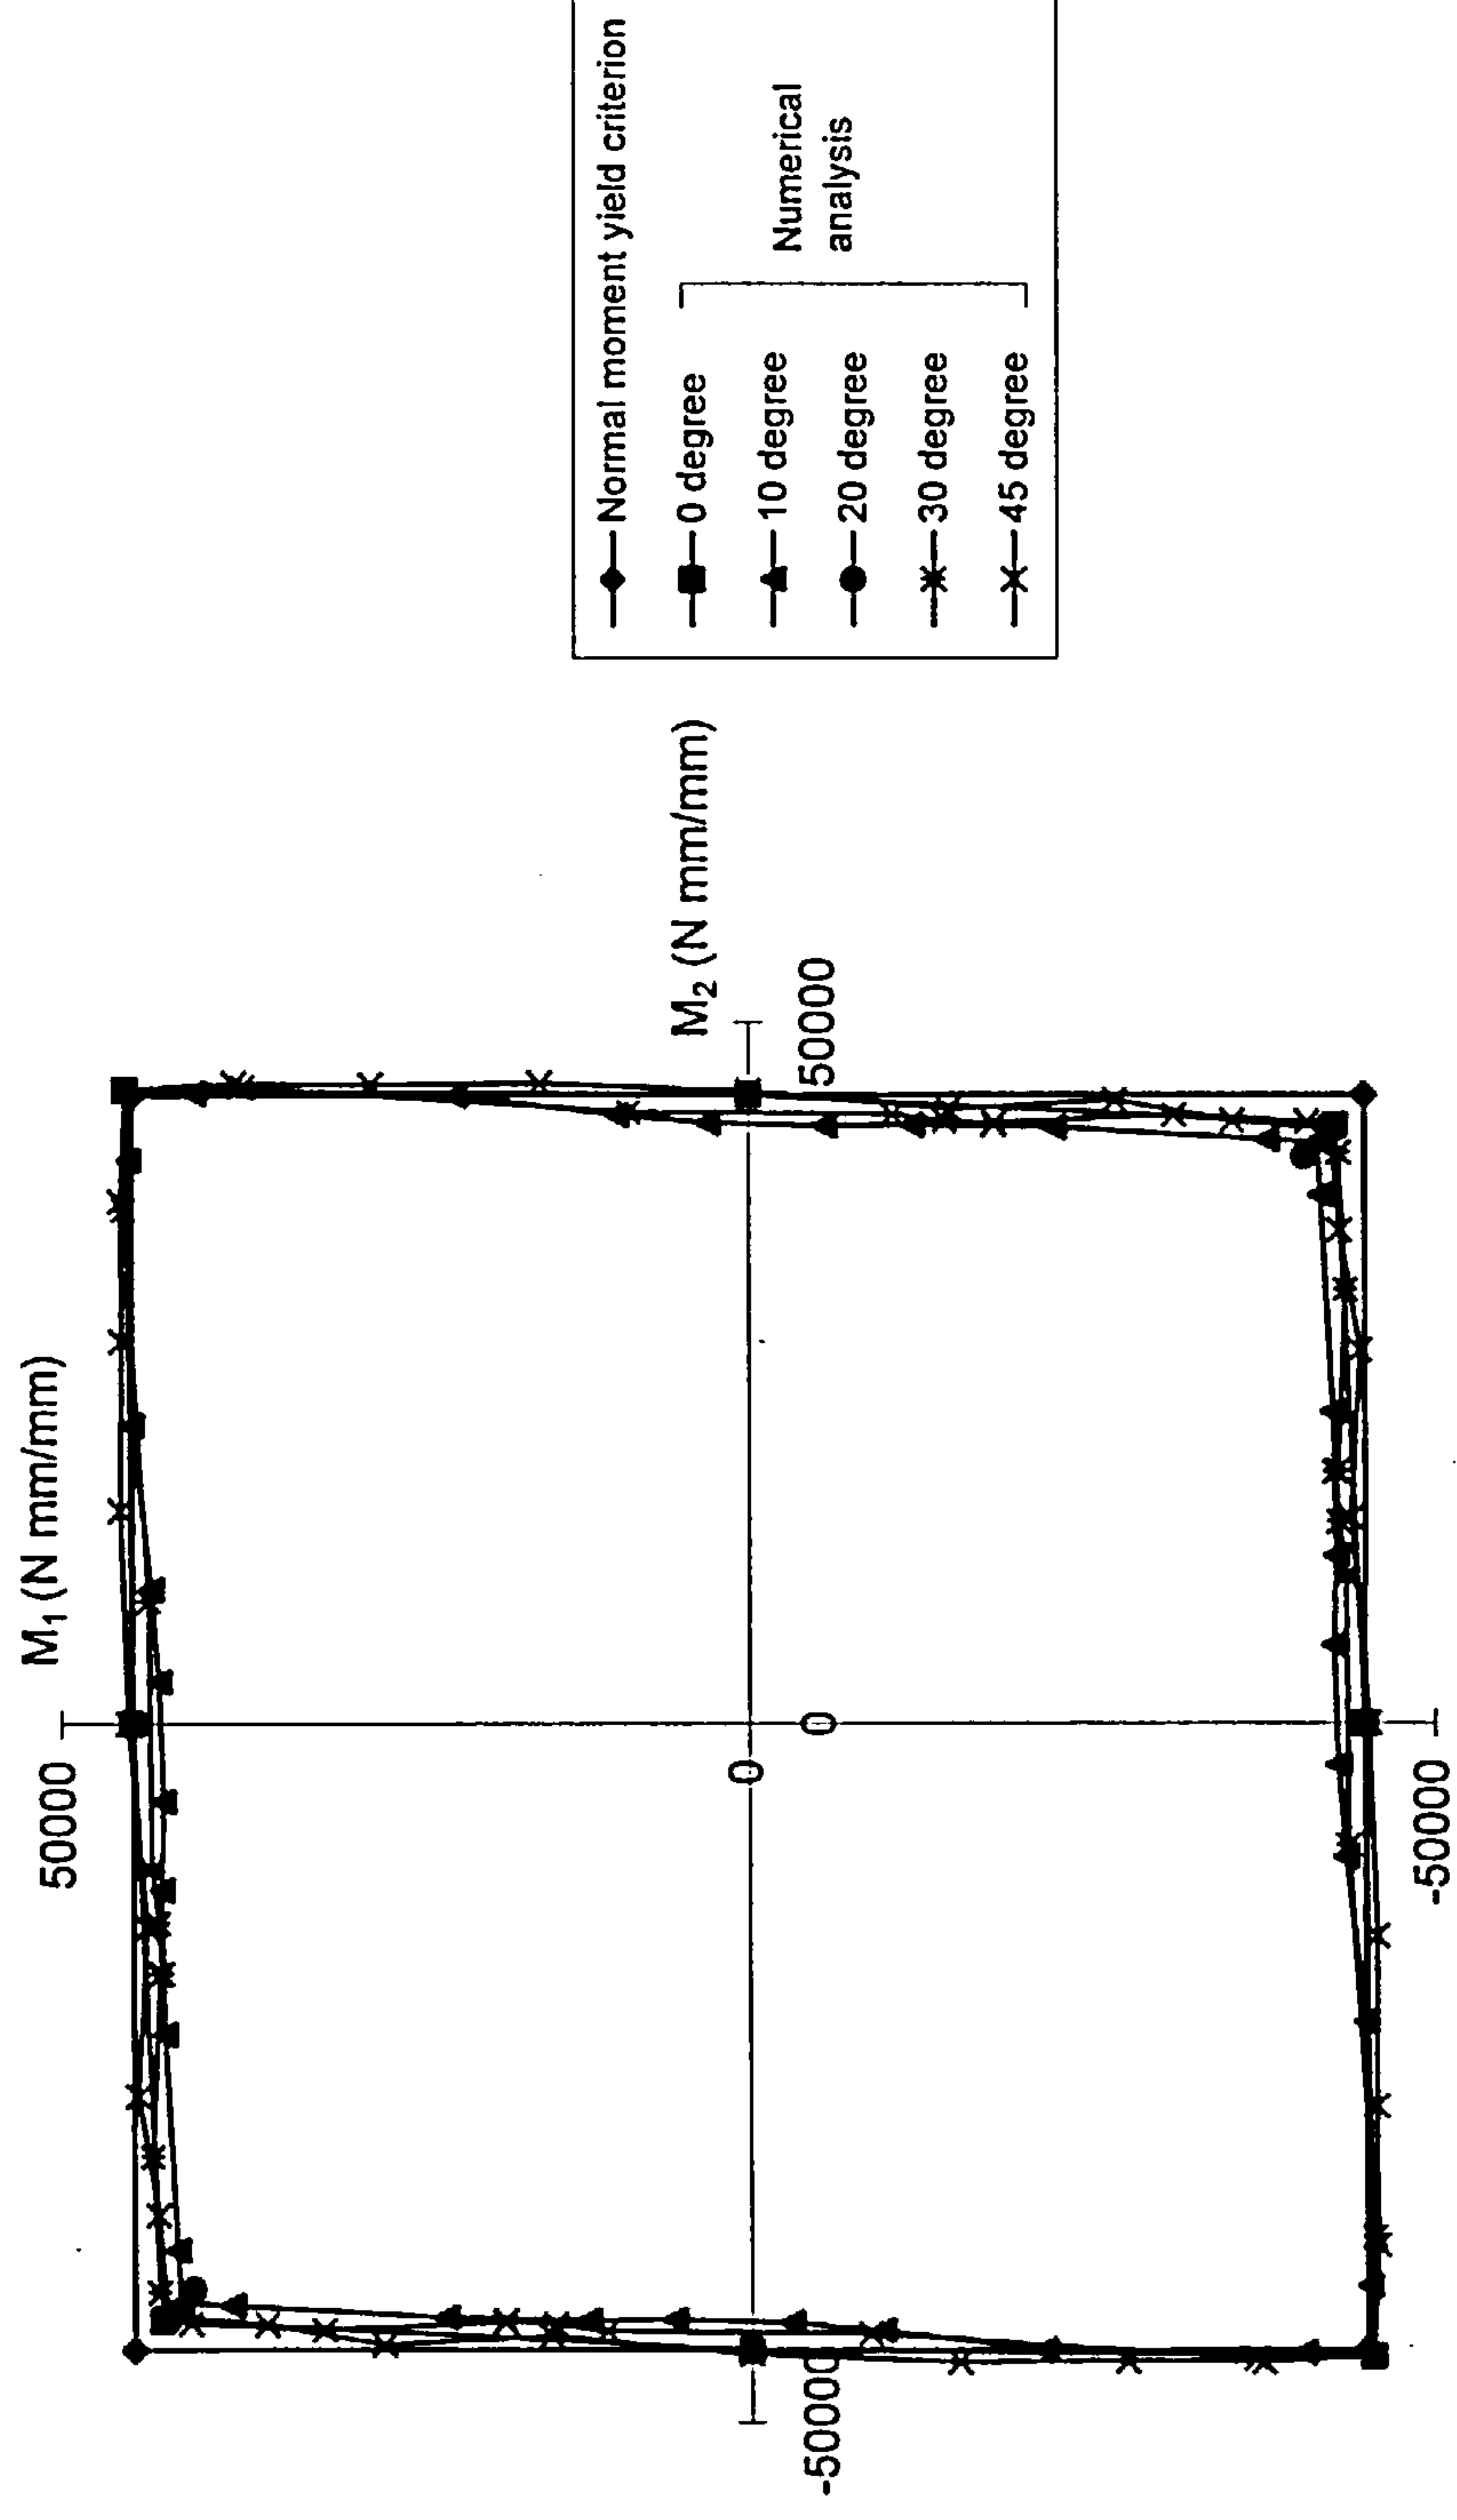 M₁ (N mm/mm)
50000
-50000
0
0
50000
-50000
M₂ (N mm/mm)
Normal moment yield criterion
0 degree
10 degree
20 degree
30 degree
45 degree
Numerical
analysis